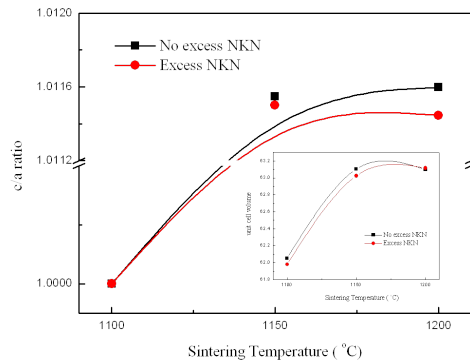 1.0120
No excess NKN
Excess NKN
1.0116
1.0112
1.0000
c/a ratio
unit cell volume
No excess NKN
Excess NKN
1100
1150
1200
Sintering Temperature (°C)
1100
1150
1200
Sintering Temperature (°C)